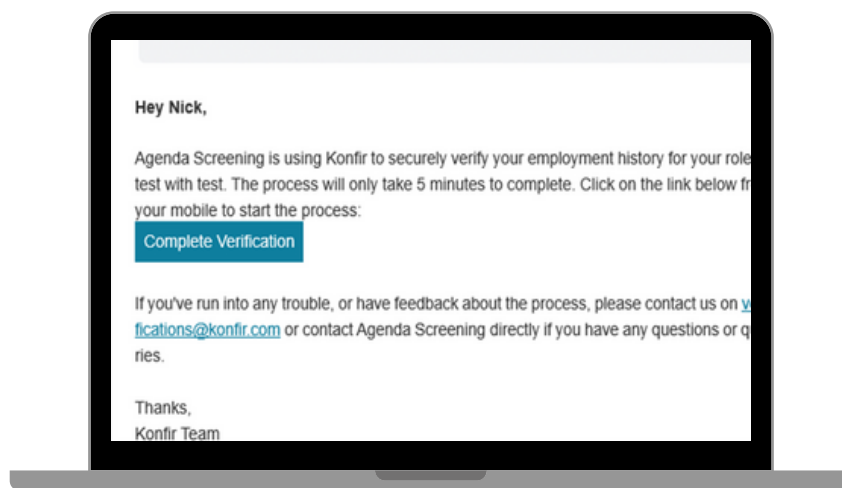 Hey Nick,
Agenda Screening is using Konfir to securely verify your employment history for your role
test with test. The process will only take 5 minutes to complete. Click on the link below fr
your mobile to start the process:
Complete Verification
If you've run into any trouble, or have feedback about the process, please contact us on v
fications@konfir.com or contact Agenda Screening directly if you have any questions or q
ries.
Thanks,
Konfir Team